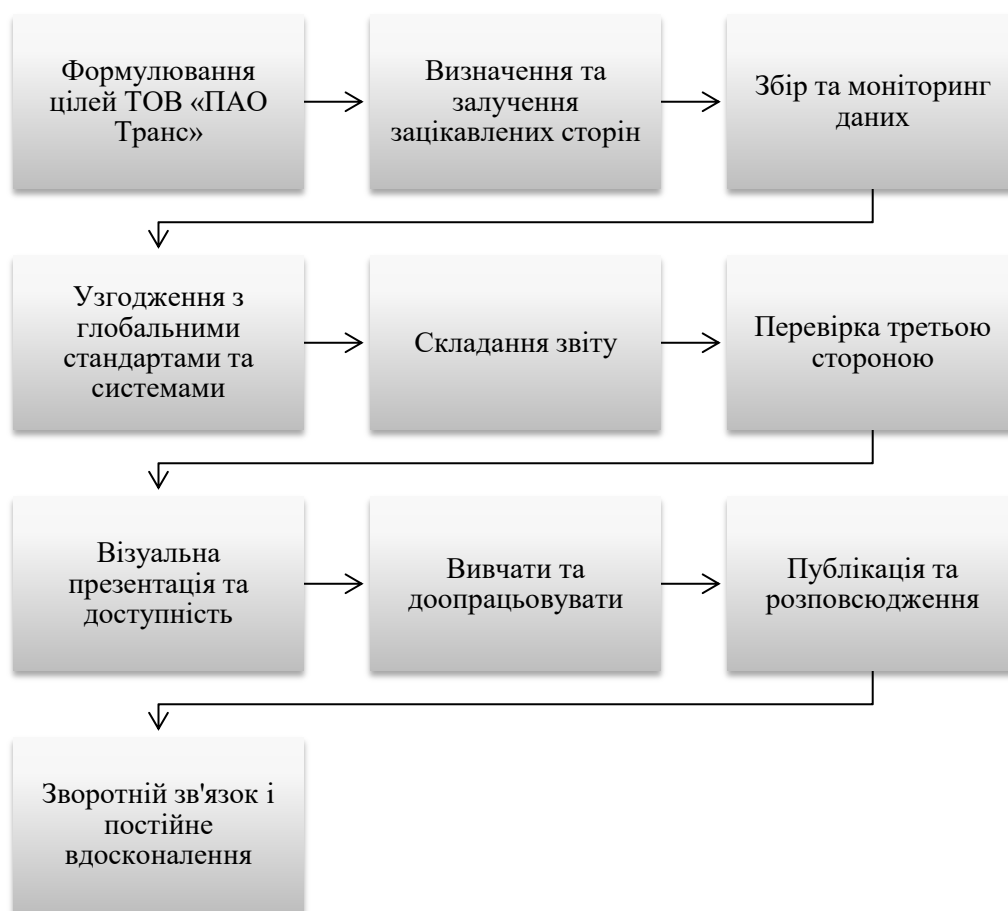 Формулювання
цілей ТОВ «ПАО
Транс»
Визначення та
залучення
зацікавлених сторін
Збір та моніторинг
даних
Узгодження з
глобальними
стандартами та
системами
Складання звіту
Перевірка третьою
стороною
Візуальна
презентація та
доступність
Вивчати та
доопрацьовувати
Публікація та
розповсюдження
Зворотній зв'язок і
постійне
вдосконалення